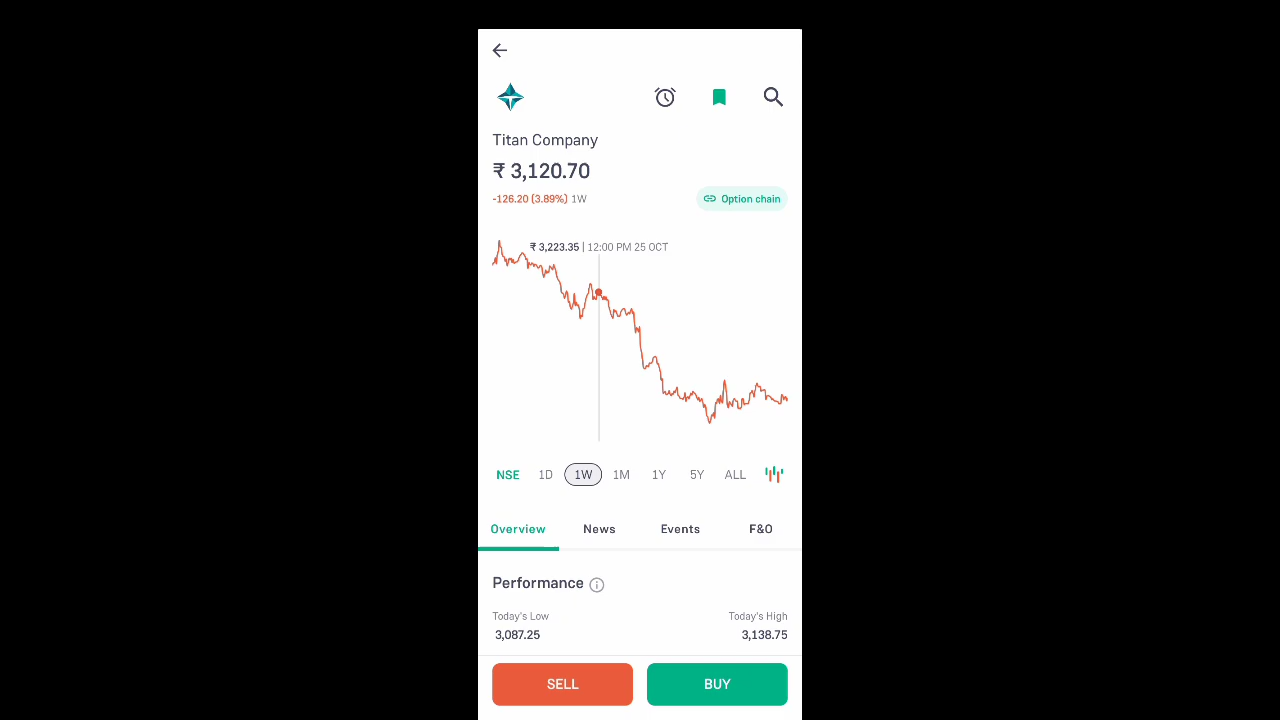 Titan Company
₹ 3,120.70
-126.20 (3.89%) 1W
Option chain
₹ 3,223.35 | 12:00 PM 25 OCT
NSE 1D 1W 1M 1Y 5Y ALL
Overview News Events F&O
Performance
Today's Low Today's High
3,087.25 3,138.75
SELL BUY